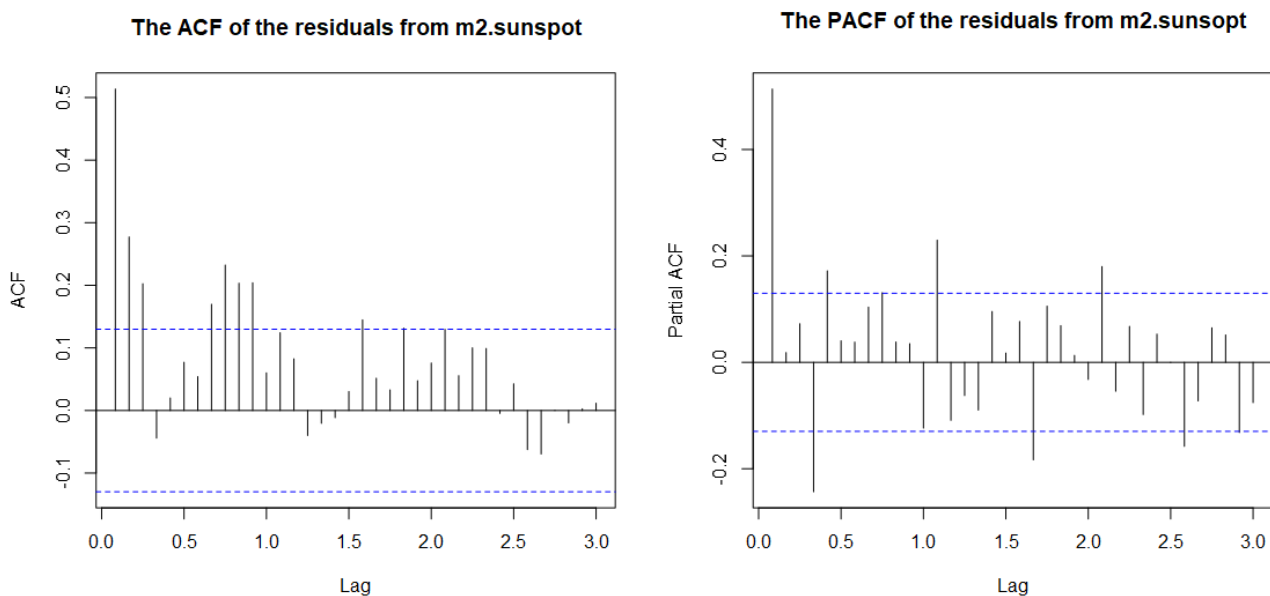 The ACF of the residuals from m2.sunspot
ACF
0.5
0.4
0.3
0.2
0.1
0.0
-0.1
0.0 0.5 1.0 1.5 2.0 2.5 3.0
Lag
The PACF of the residuals from m2.sunsopt
Partial ACF
0.4
0.2
0.0
-0.2
0.0 0.5 1.0 1.5 2.0 2.5 3.0
Lag